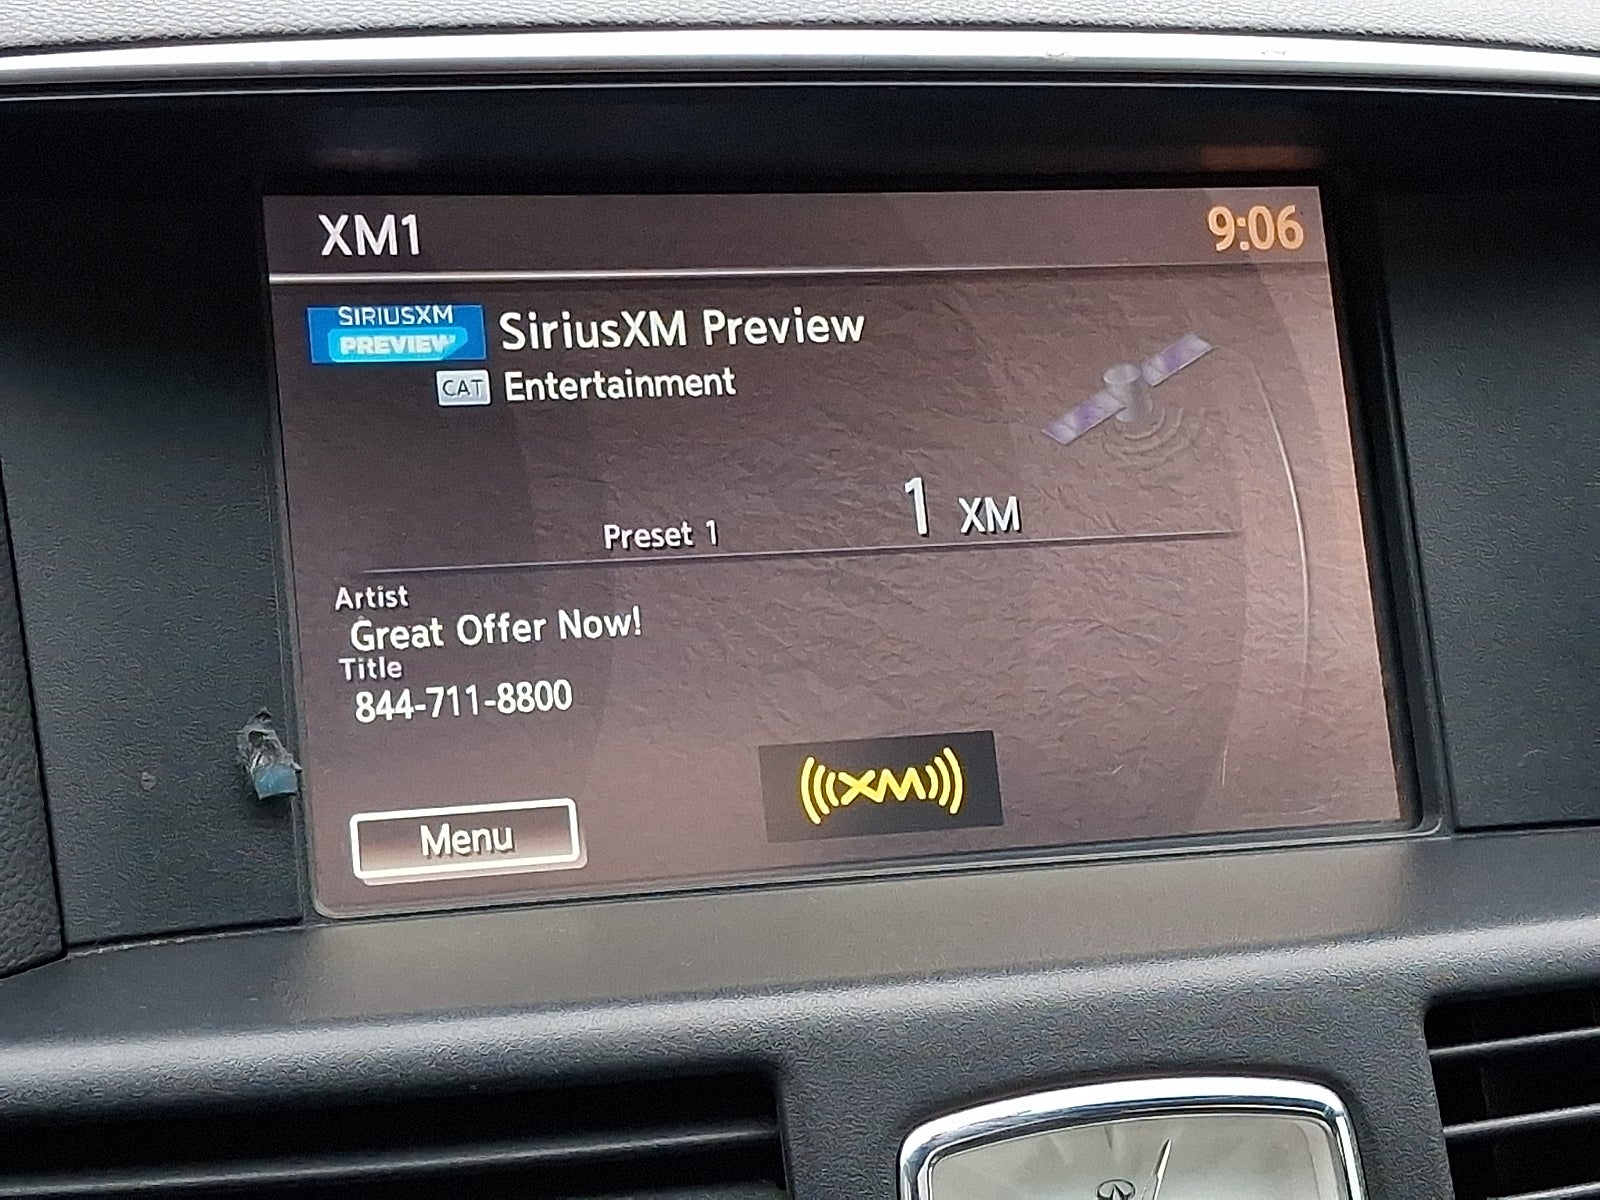 XM1
9:06
SIRIUSXM
PREVIEW
SiriusXM Preview
CAT Entertainment
Preset 1
1 XM
Artist
Great Offer Now!
Title
844-711-8800
Menu
XM